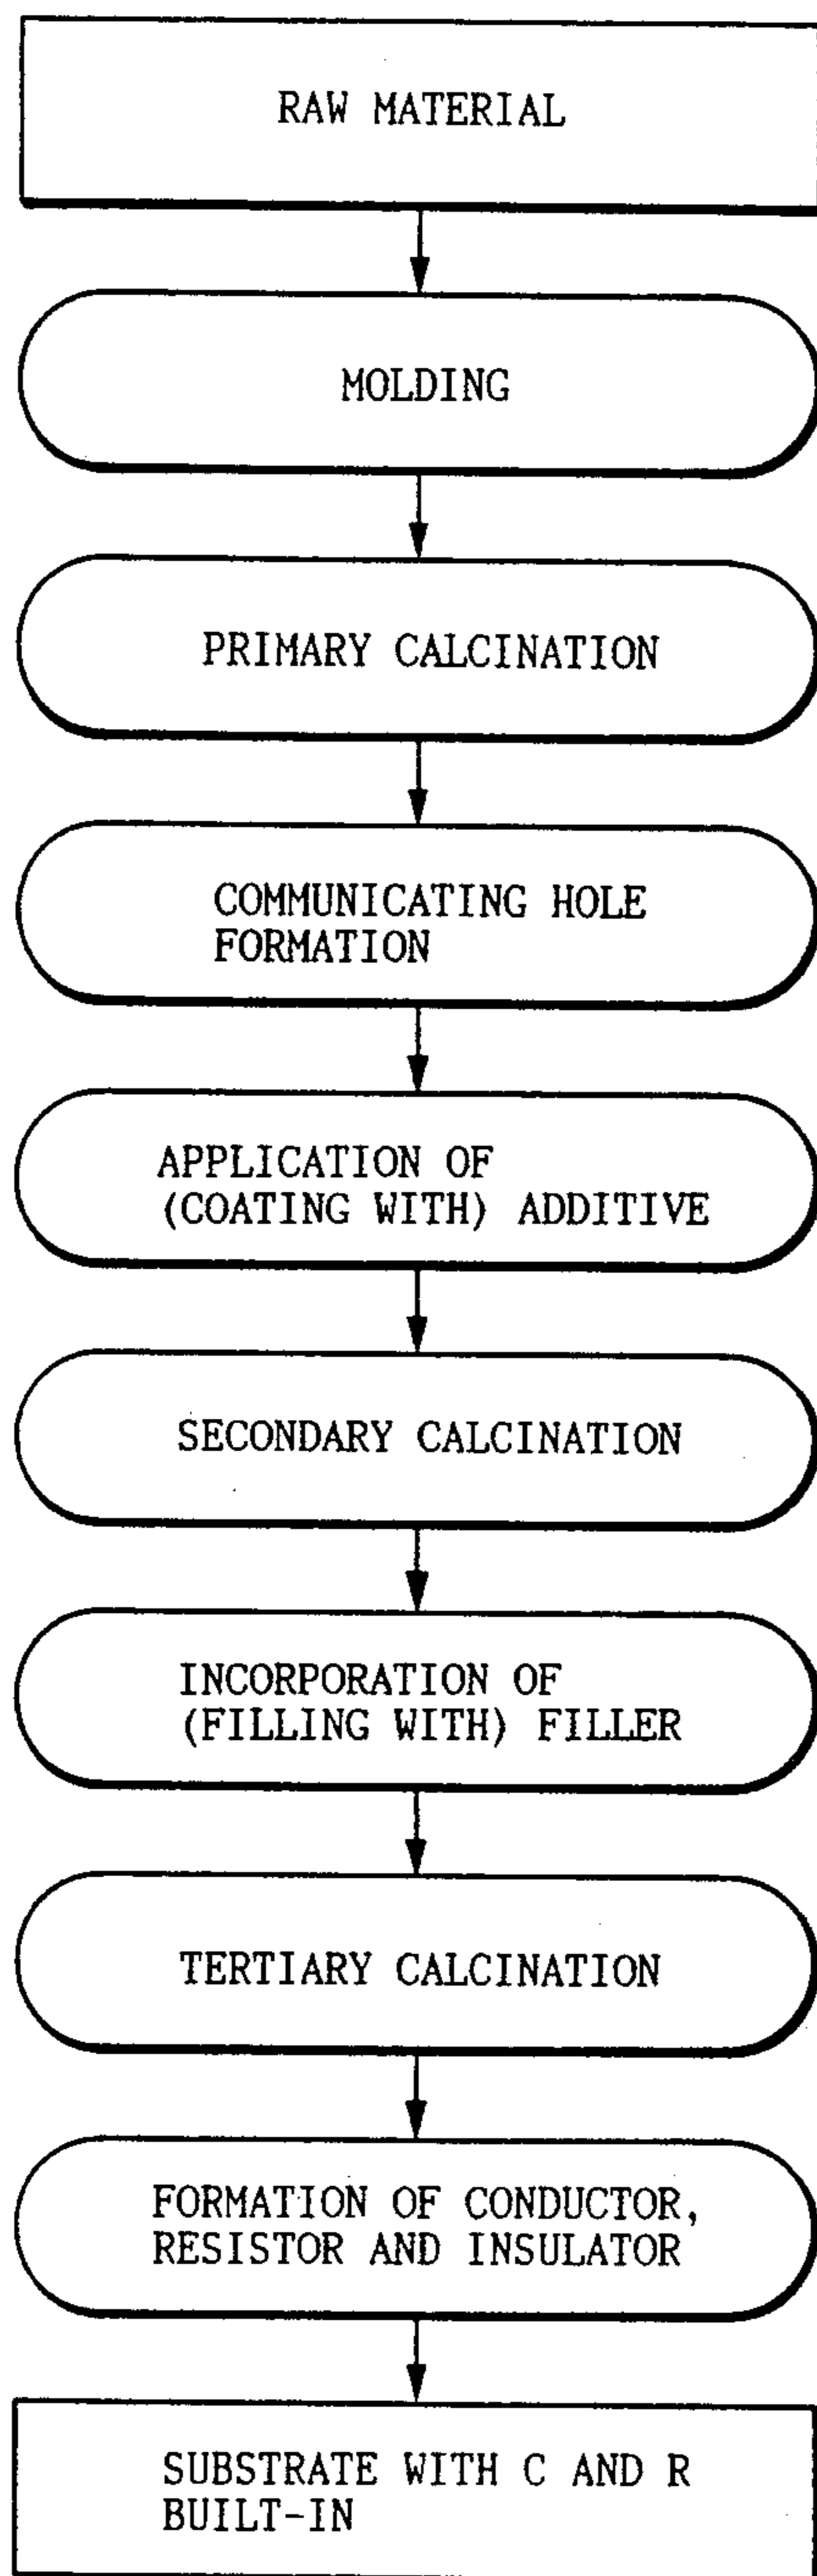 RAW MATERIAL
MOLDING
PRIMARY CALCINATION
COMMUNICATING HOLE
FORMATION
APPLICATION OF
(COATING WITH) ADDITIVE
SECONDARY CALCINATION
INCORPORATION OF
(FILLING WITH) FILLER
TERTIARY CALCINATION
FORMATION OF CONDUCTOR,
RESISTOR AND INSULATOR
SUBSTRATE WITH C AND R
BUILT-IN